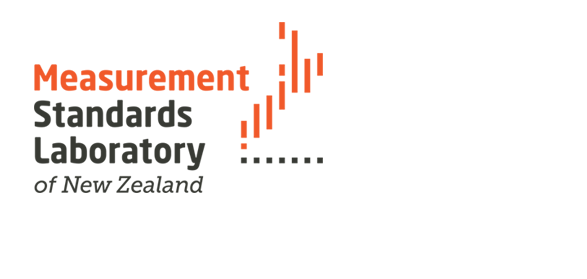 Measurement
Standards
Laboratory
of New Zealand